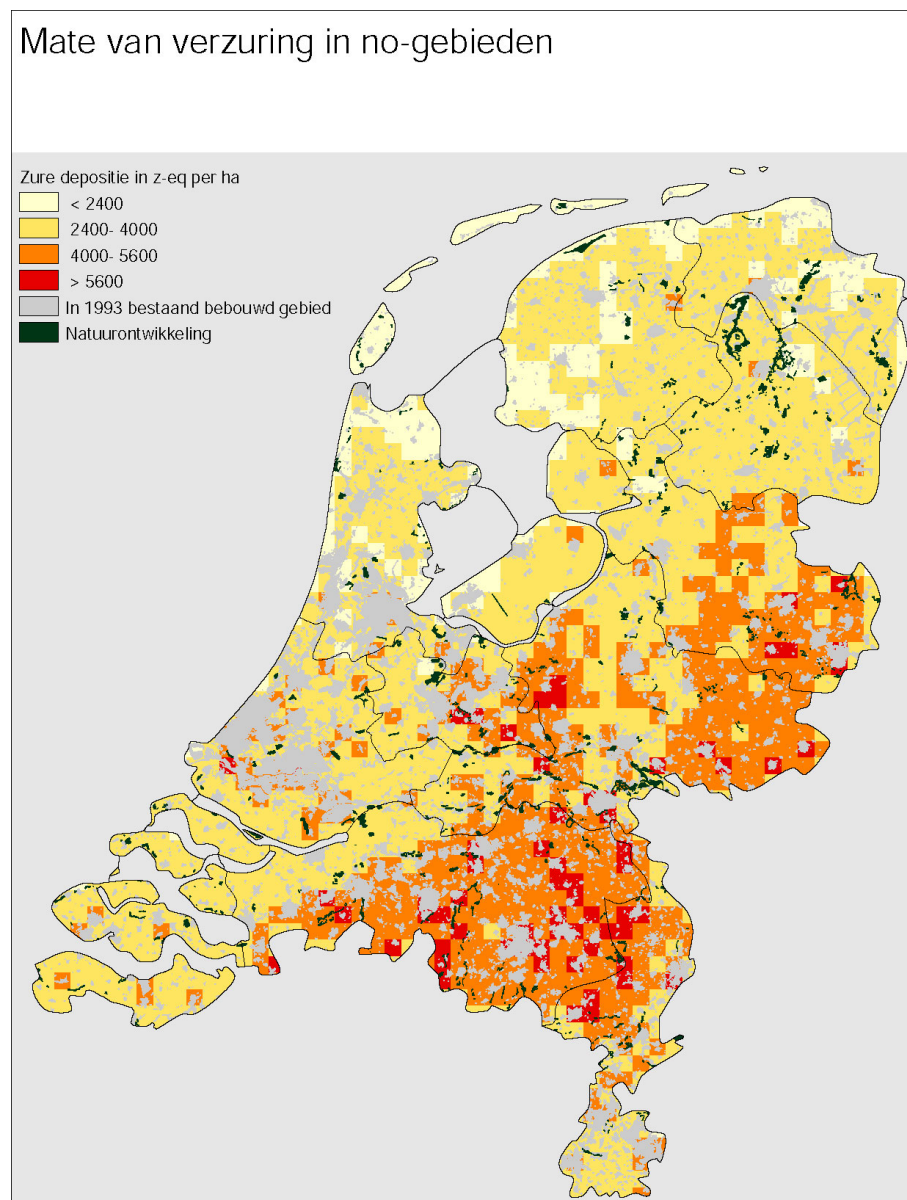 Mate van verzuring in no-gebieden
Zure depositie in z-eq per ha
< 2400
2400- 4000
4000- 5600
> 5600
In 1993 bestaand bebouwd gebied
Natuurontwikkeling